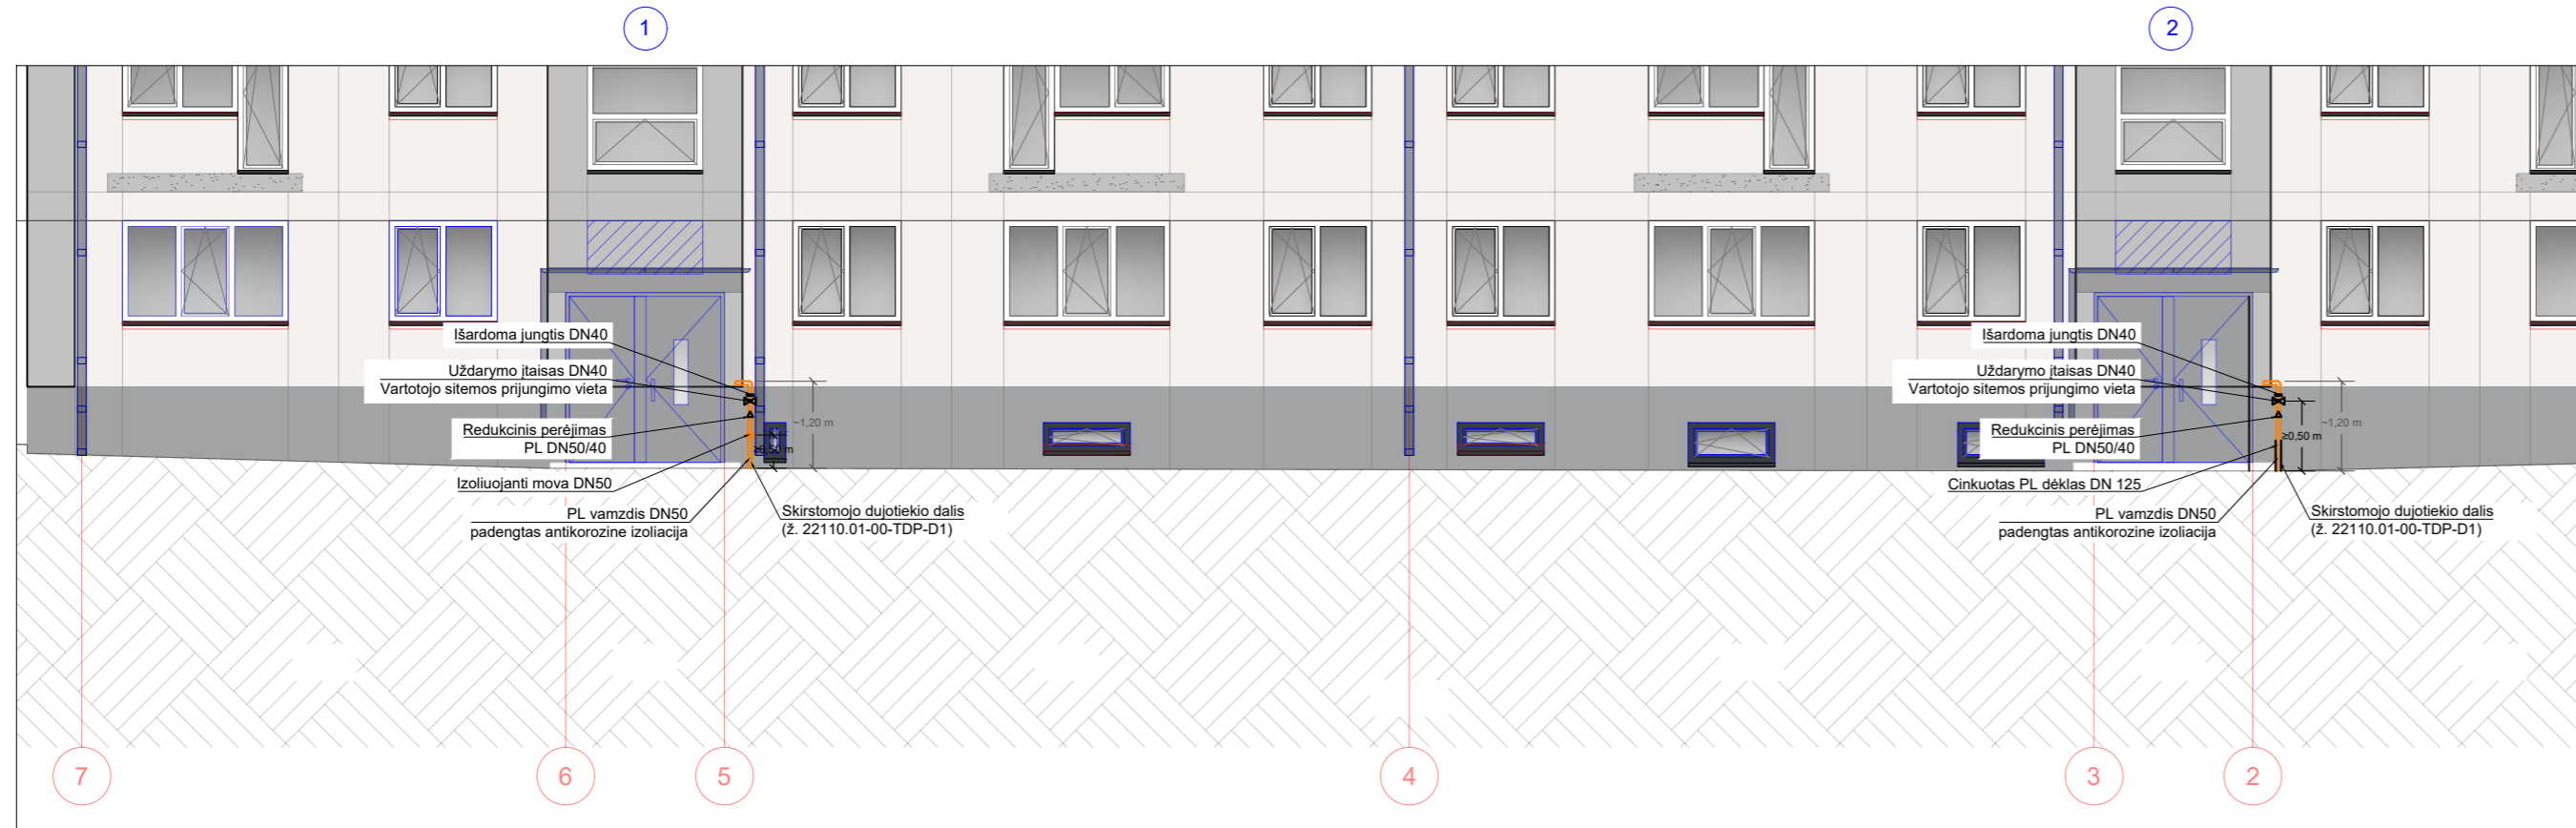 1
2
Išardoma jungtis DN40
Uždarymo įtaisas DN40
Vartotojo sitemos prijungimo vieta
Redukcinis perėjimas
PL DN50/40
Izoliuojanti mova DN50
PL vamzdis DN50
padengtas antikorozine izoliacija
~1,20 m
≥0,50 m
Skirstomojo dujotiekio dalis
(ž. 22110.01-00-TDP-D1)
Išardoma jungtis DN40
Uždarymo įtaisas DN40
Vartotojo sitemos prijungimo vieta
Redukcinis perėjimas
PL DN50/40
Cinkuotas PL dėklas DN 125
PL vamzdis DN50
padengtas antikorozine izoliacija
~1,20 m
≥0,50 m
Skirstomojo dujotiekio dalis
(ž. 22110.01-00-TDP-D1)
7
6
5
4
3
2